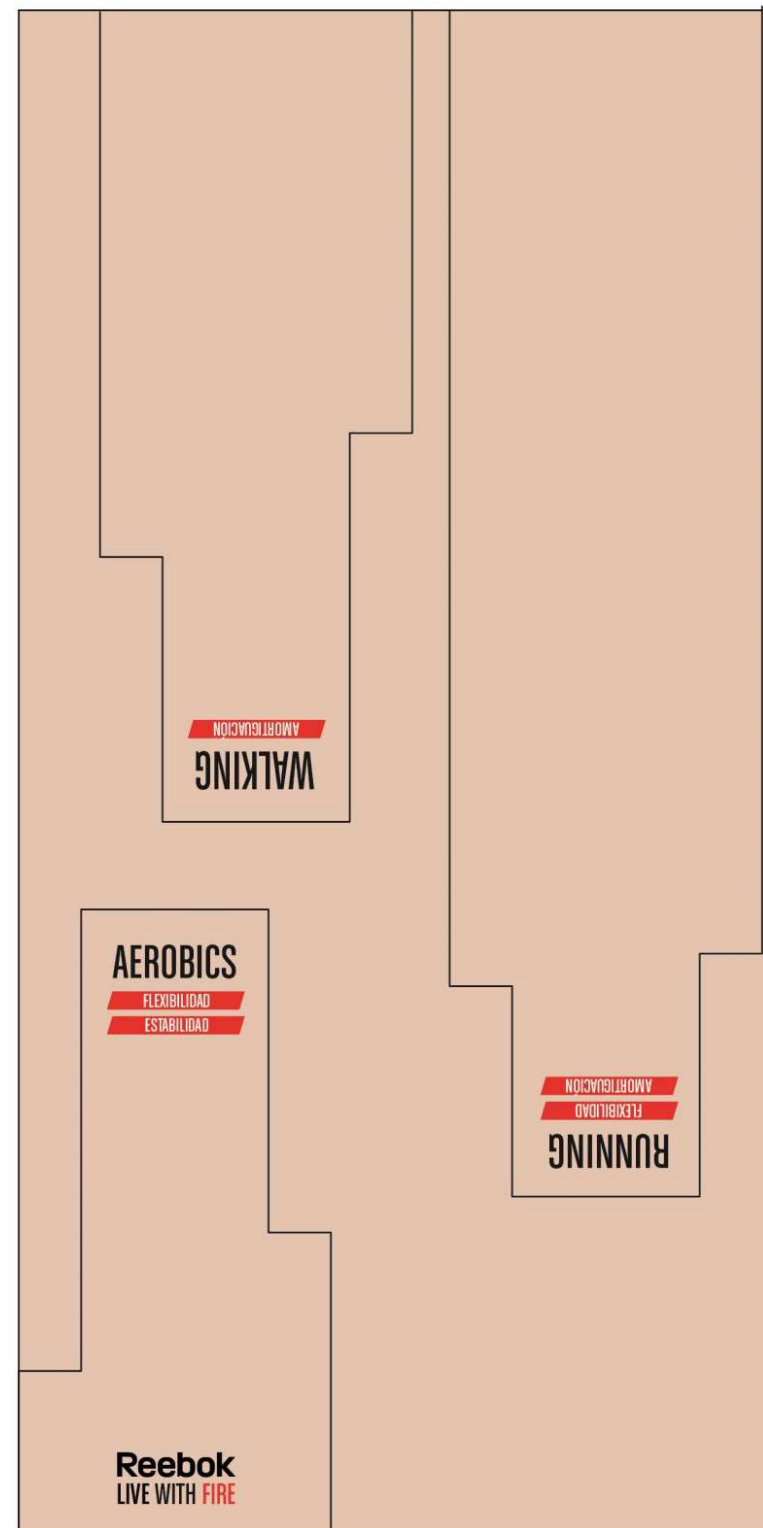 WALKING
AMORTIGUACIÓN
AEROBICS
FLEXIBILIDAD
ESTABILIDAD
RUNNING
FLEXIBILIDAD
AMORTIGUACIÓN
Reebok
LIVE WITH FIRE